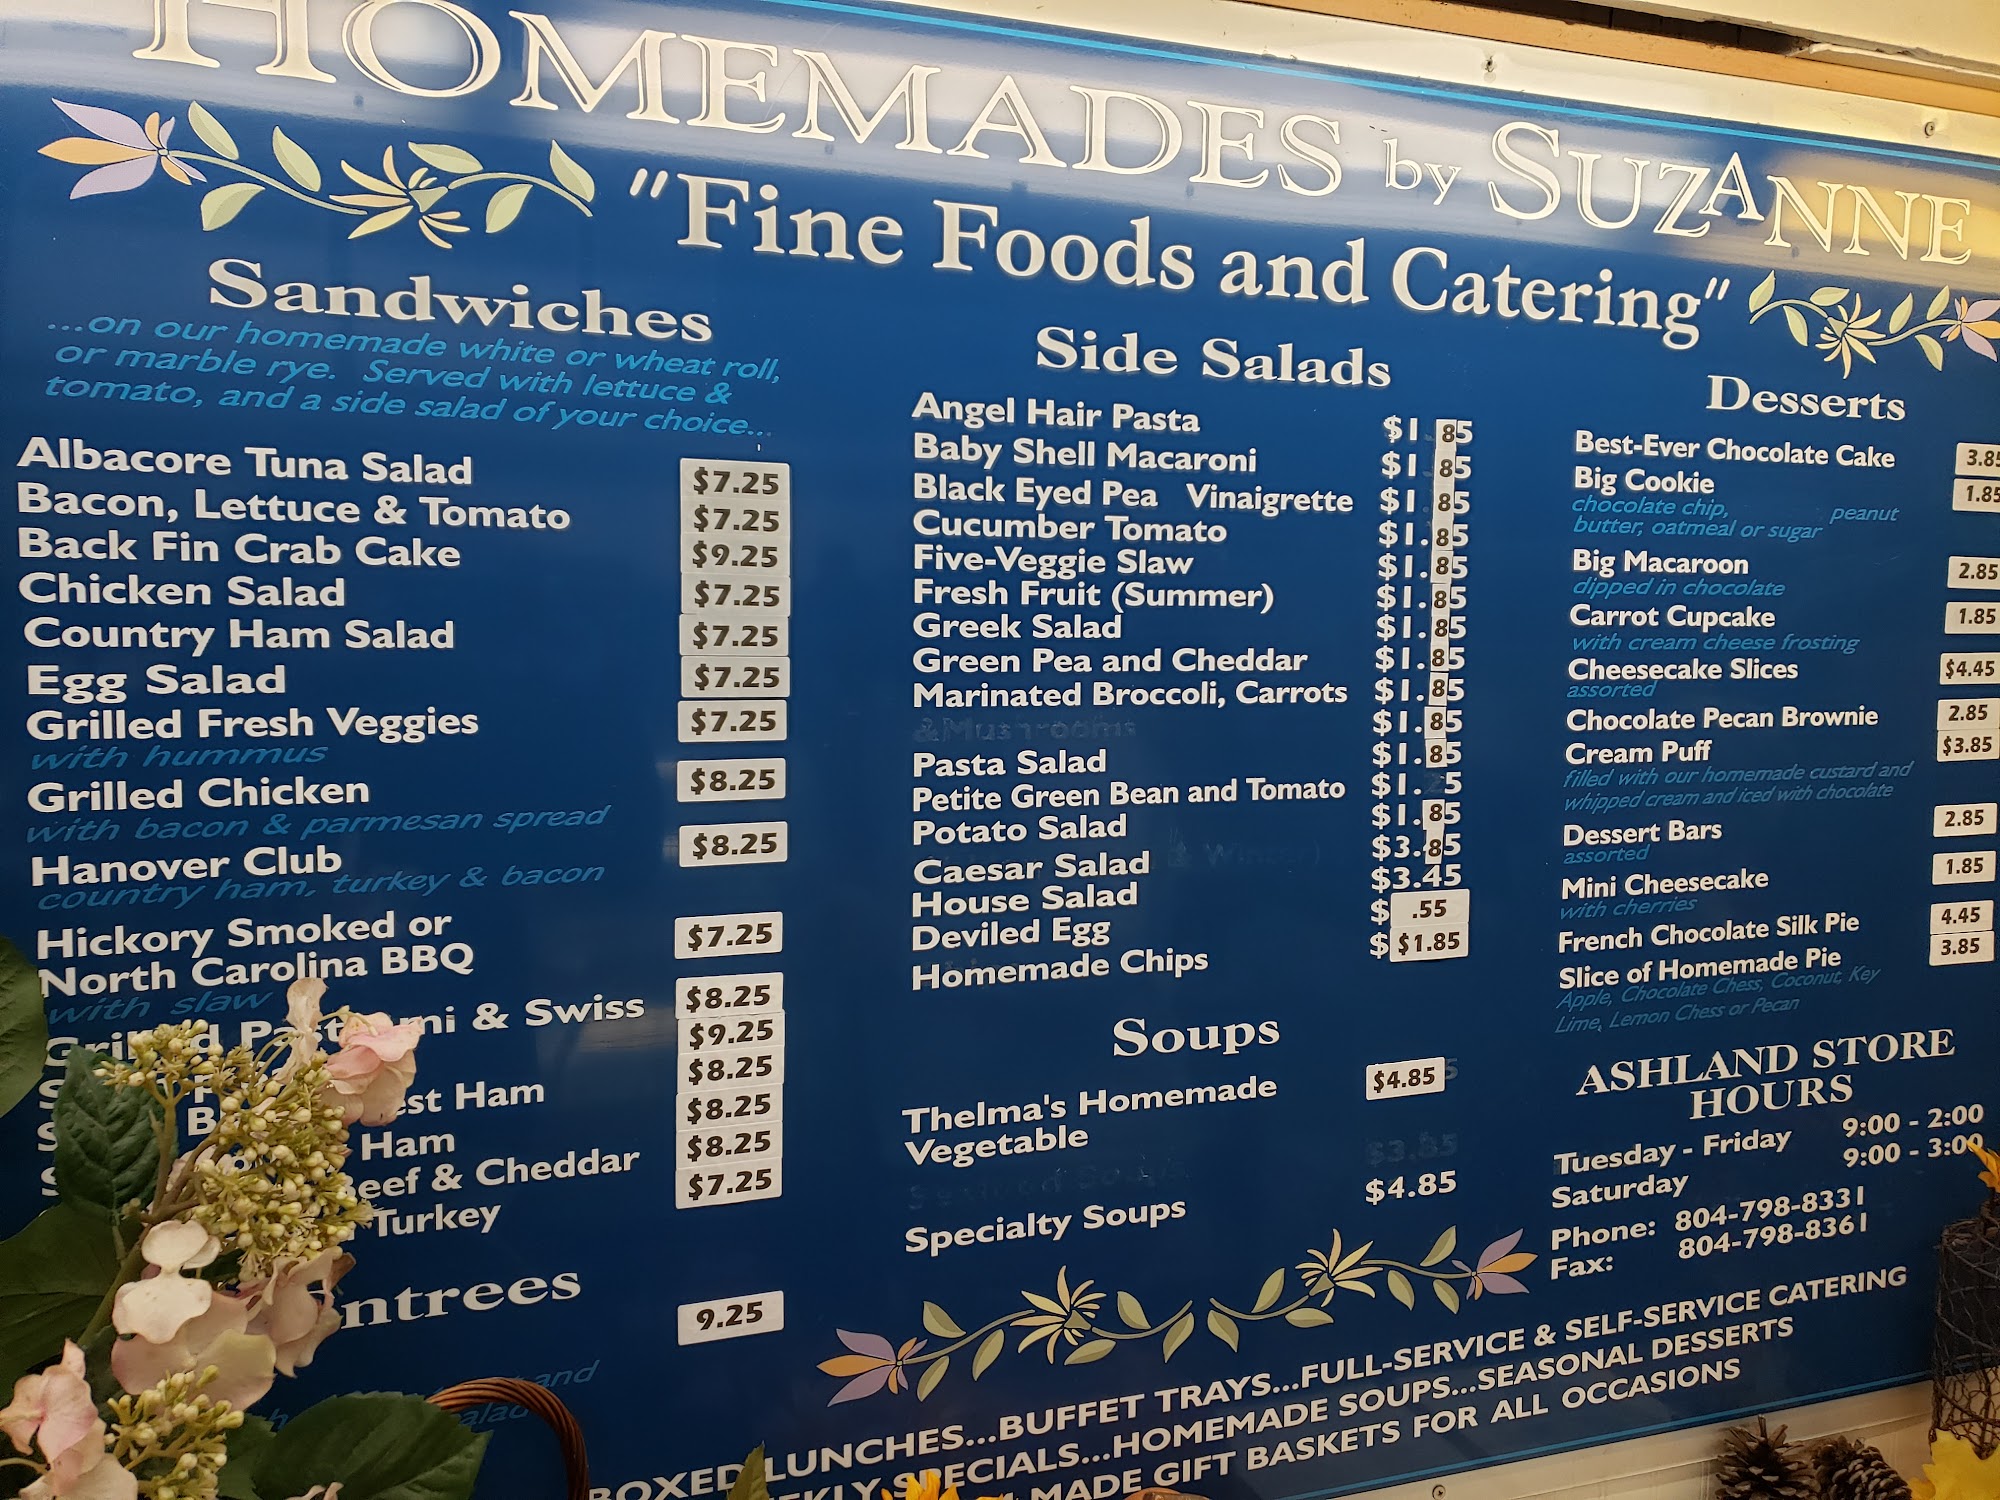 HOMEMADES by SUZANNE
"Fine Foods and Catering"
Sandwiches
...on our homemade white or wheat roll,
or marble rye. Served with lettuce &
tomato, and a side salad of your choice...
Albacore Tuna Salad $7.25
Bacon, Lettuce & Tomato $7.25
Back Fin Crab Cake $9.25
Chicken Salad $7.25
Country Ham Salad $7.25
Egg Salad $7.25
Grilled Fresh Veggies $7.25
with hummus
Grilled Chicken $8.25
with bacon & parmesan spread
Hanover Club $8.25
country ham, turkey & bacon
Hickory Smoked or
North Carolina BBQ $7.25
with slaw
& Swiss $8.25
$9.25
Ham $8.25
Ham $8.25
Beef & Cheddar $8.25
Turkey $7.25
ntrees
9.25
and
Side Salads
Angel Hair Pasta $1.85
Baby Shell Macaroni $1.85
Black Eyed Pea Vinaigrette $1.85
Cucumber Tomato $1.85
Five-Veggie Slaw $1.85
Fresh Fruit (Summer) $1.85
Greek Salad $1.85
Green Pea and Cheddar $1.85
Marinated Broccoli, Carrots $1.85
&Mushrooms $1.85
Pasta Salad $1.85
Petite Green Bean and Tomato $1. 5
Potato Salad $1.85
Caesar Salad $3.85
House Salad $3.45
Deviled Egg $ .55
Homemade Chips $ $1.85
Soups
Thelma's Homemade $4.85
Vegetable
$3.85
Specialty Soups $4.85
Desserts
Best-Ever Chocolate Cake 3.85
Big Cookie 1.85
chocolate chip, peanut
butter, oatmeal or sugar
Big Macaroon 2.85
dipped in chocolate
Carrot Cupcake 1.85
with cream cheese frosting
Cheesecake Slices $4.45
assorted
Chocolate Pecan Brownie 2.85
Cream Puff $3.85
filled with our homemade custard and
whipped cream and iced with chocolate
Dessert Bars 2.85
assorted
Mini Cheesecake 1.85
with cherries
French Chocolate Silk Pie 4.45
Slice of Homemade Pie 3.85
Apple, Chocolate Chess, Coconut, Key
Lime, Lemon Chess or Pecan
ASHLAND STORE
HOURS
Tuesday - Friday 9:00 - 2:00
Saturday 9:00 - 3:00
Phone: 804-798-8331
Fax: 804-798-8361
BOXED LUNCHES...BUFFET TRAYS...FULL-SERVICE & SELF-SERVICE CATERING
SPECIALS...HOMEMADE SOUPS...SEASONAL DESSERTS
MADE GIFT BASKETS FOR ALL OCCASIONS